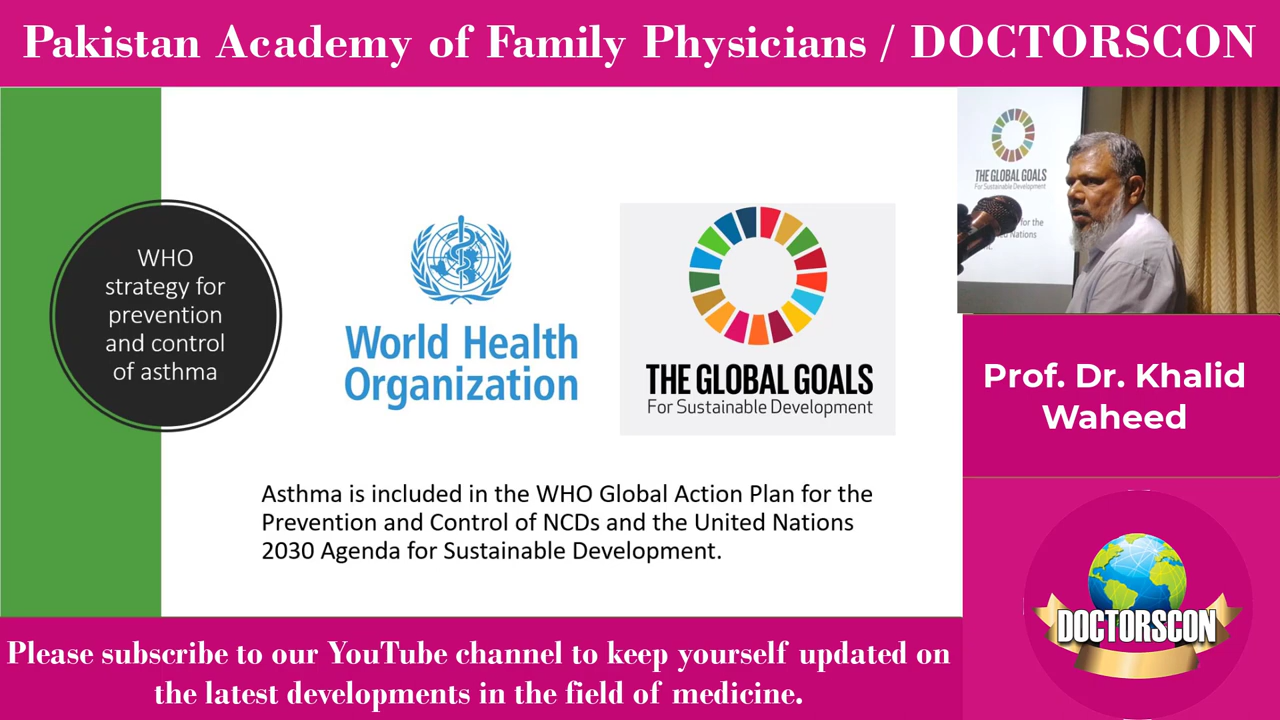 Pakistan Academy of Family Physicians / DOCTORSCON
WHO
strategy for
prevention
and control
of asthma
World Health
Organization
THE GLOBAL GOALS
For Sustainable Development
Asthma is included in the WHO Global Action Plan for the
Prevention and Control of NCDs and the United Nations
2030 Agenda for Sustainable Development.
THE GLOBAL GOALS
For Sustainable Development
for the
Nations
Prof. Dr. Khalid
Waheed
DOCTORSCON
Please subscribe to our YouTube channel to keep yourself updated on
the latest developments in the field of medicine.